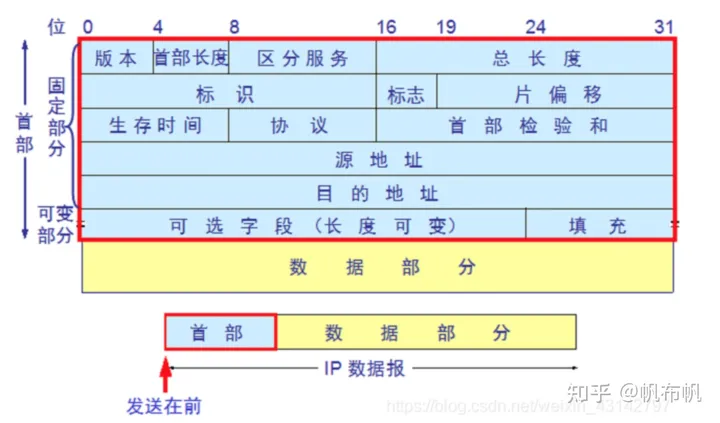 位 0 4 8 16 19 24 31
版本 首部长度 区分服务 总长度
标识 标志 片偏移
生存时间 协议 首部检验和
源地址
目的地址
可选字段（长度可变） 填充
首部
固定部分
可变部分
数据部分
首部 数据部分
IP 数据报
发送在前
知乎 @帆布帆
https://blog.csdn.net/weixin_43142797